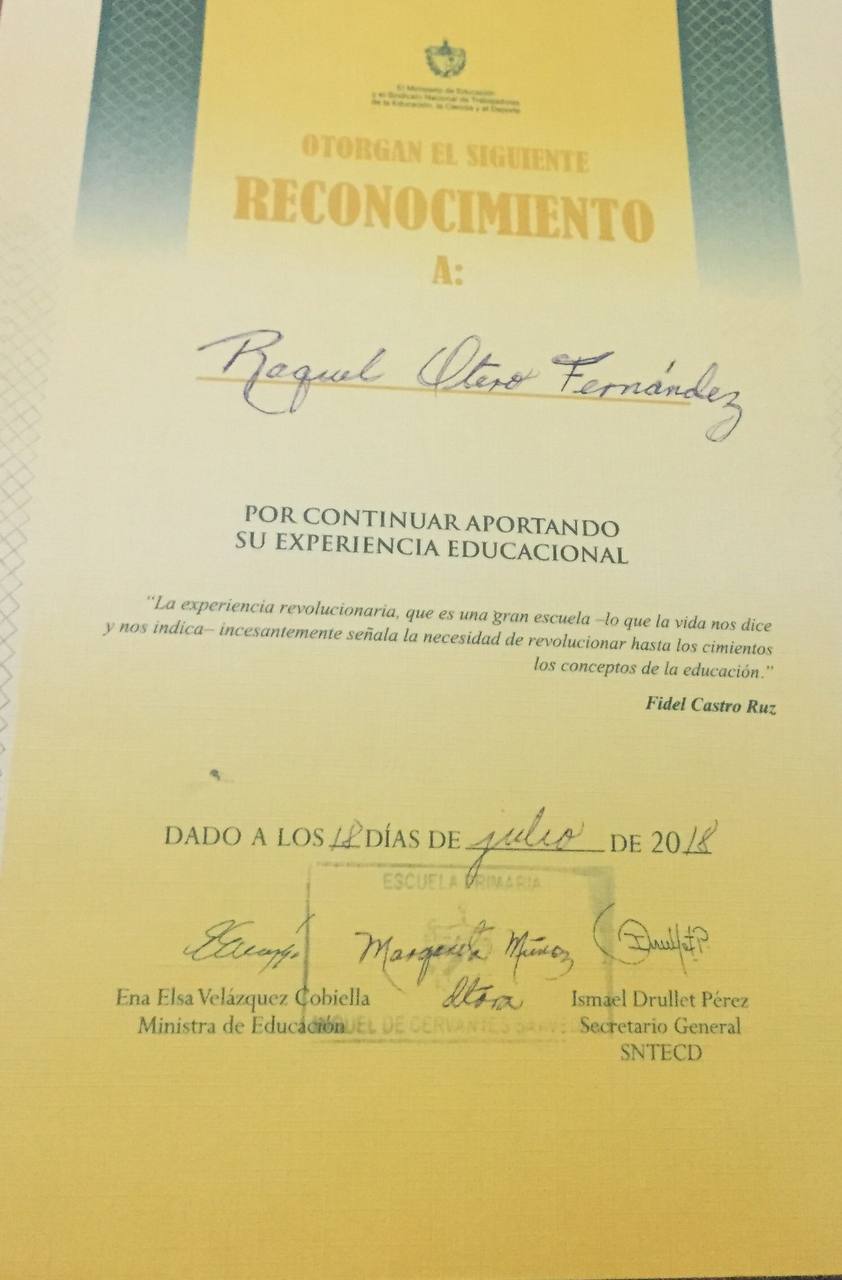 El Ministerio de Educación
y el Sindicato Nacional de Trabajadores
de la Educación, la Ciencia y el Deporte
OTORGAN EL SIGUIENTE
RECONOCIMIENTO
A:
Raquel Otero Fernández
POR CONTINUAR APORTANDO
SU EXPERIENCIA EDUCACIONAL
“La experiencia revolucionaria, que es una gran escuela –lo que la vida nos dice
y nos indica– incesantemente señala la necesidad de revolucionar hasta los cimientos
los conceptos de la educación.”
Fidel Castro Ruz
DADO A LOS 18 DÍAS DE julio DE 2018
ESCUELA PRIMARIA
Margarita Muñoz
Ena Elsa Velázquez Cobiella
Dtora
Ismael Drullet Pérez
Ministra de Educación
MIGUEL DE CERVANTES
Secretario General
SNTECD